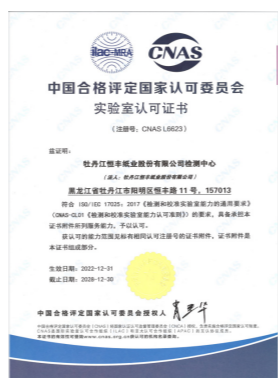 ilac-MRA
CNAS
中国合格评定国家认可委员会
实验室认可证书
(注册号: CNAS L6623)
兹证明:
牡丹江恒丰纸业股份有限公司检测中心
(法人: 牡丹江恒丰纸业股份有限公司)
黑龙江省牡丹江市阳明区恒丰路 11 号, 157013
符合 ISO/IEC 17025: 2017《检测和校准实验室能力的通用要求》
(CNAS-CL01《检测和校准实验室能力认可准则》) 的要求, 具备承担本
证书附件所列服务能力, 予以认可。
获认可的能力范围见标有相同认可注册号的证书附件, 证书附件是
本证书组成部分。
生效日期: 2022-12-31
截止日期: 2028-12-30
中国合格评定国家认可委员会授权人